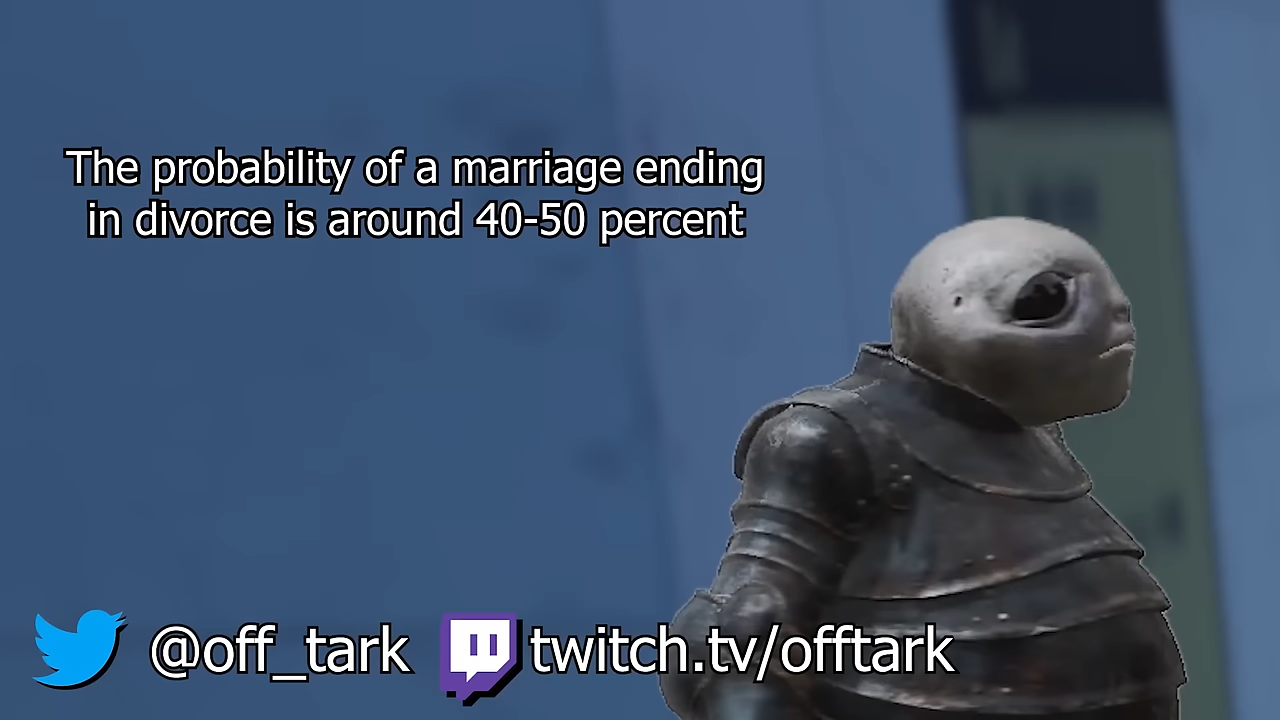 The probability of a marriage ending
in divorce is around 40-50 percent
@off_tark twitch.tv/offtark